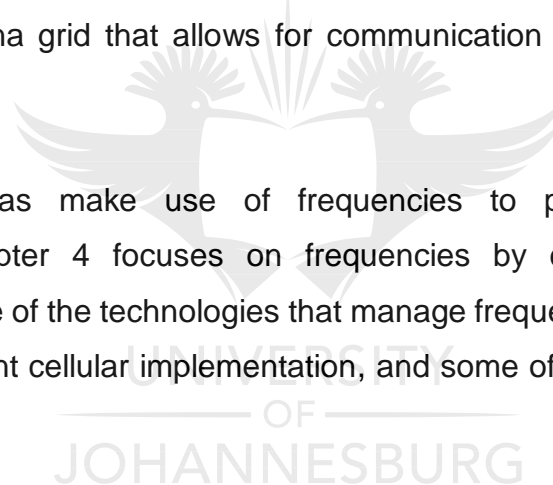 na grid that allows for communication
as make use of frequencies to p
pter 4 focuses on frequencies by
e of the technologies that manage freque
nt cellular implementation, and some of
UNIVERSITY
OF
JOHANNESBURG